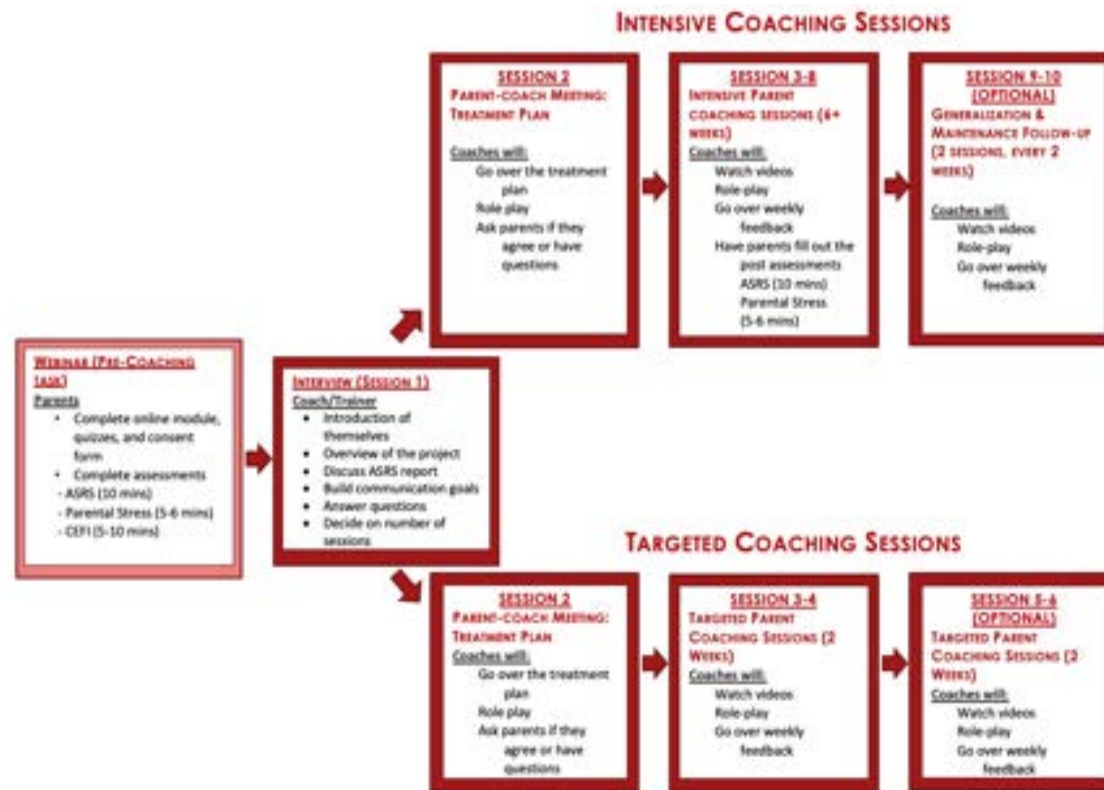 INTENSIVE COACHING SESSIONS
SESSION 2
PARENT-COACH MEETING:
TREATMENT PLAN
Coaches will:
Go over the treatment
plan
Role play
Ask parents if they
agree or have
questions
SESSION 3-8
INTENSIVE PARENT
COACHING SESSIONS (6+
WEEKS)
Coaches will:
Watch videos
Role-play
Go over weekly
feedback
Have parents fill out the
post assessments
ASRS (10 mins)
Parental Stress
(5-6 mins)
SESSION 9-10
(OPTIONAL)
GENERALIZATION &
MAINTENANCE FOLLOW-UP
(2 SESSIONS, EVERY 2
WEEKS)
Coaches will:
Watch videos
Role-play
Go over weekly
feedback
WEBINAR (PRE-COACHING
TASK)
Parents
• Complete online module,
quizzes, and consent
form
• Complete assessments
- ASRS (10 mins)
- Parental Stress (5-6 mins)
- CEFI (5-10 mins)
INTERVIEW (SESSION 1)
Coach/Trainer
• Introduction of
themselves
• Overview of the project
• Discuss ASRS report
• Build communication goals
• Answer questions
• Decide on number of
sessions
TARGETED COACHING SESSIONS
SESSION 2
PARENT-COACH MEETING:
TREATMENT PLAN
Coaches will:
Go over the treatment
plan
Role play
Ask parents if they
agree or have
questions
SESSION 3-4
TARGETED PARENT
COACHING SESSIONS (2
WEEKS)
Coaches will:
Watch videos
Role-play
Go over weekly
feedback
SESSION 5-6
(OPTIONAL)
TARGETED PARENT
COACHING SESSIONS (2
WEEKS)
Coaches will:
Watch videos
Role-play
Go over weekly
feedback